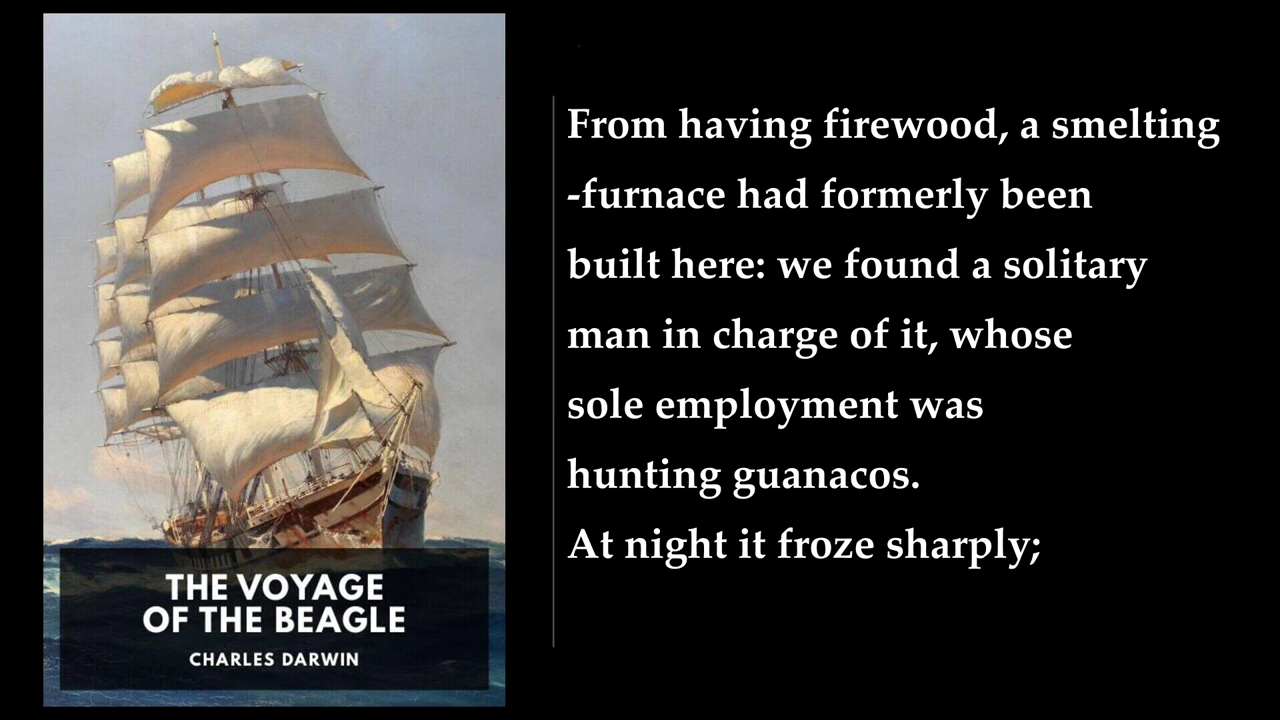 THE VOYAGE
OF THE BEAGLE
CHARLES DARWIN
From having firewood, a smelting
-furnace had formerly been
built here: we found a solitary
man in charge of it, whose
sole employment was
hunting guanacos.
At night it froze sharply;